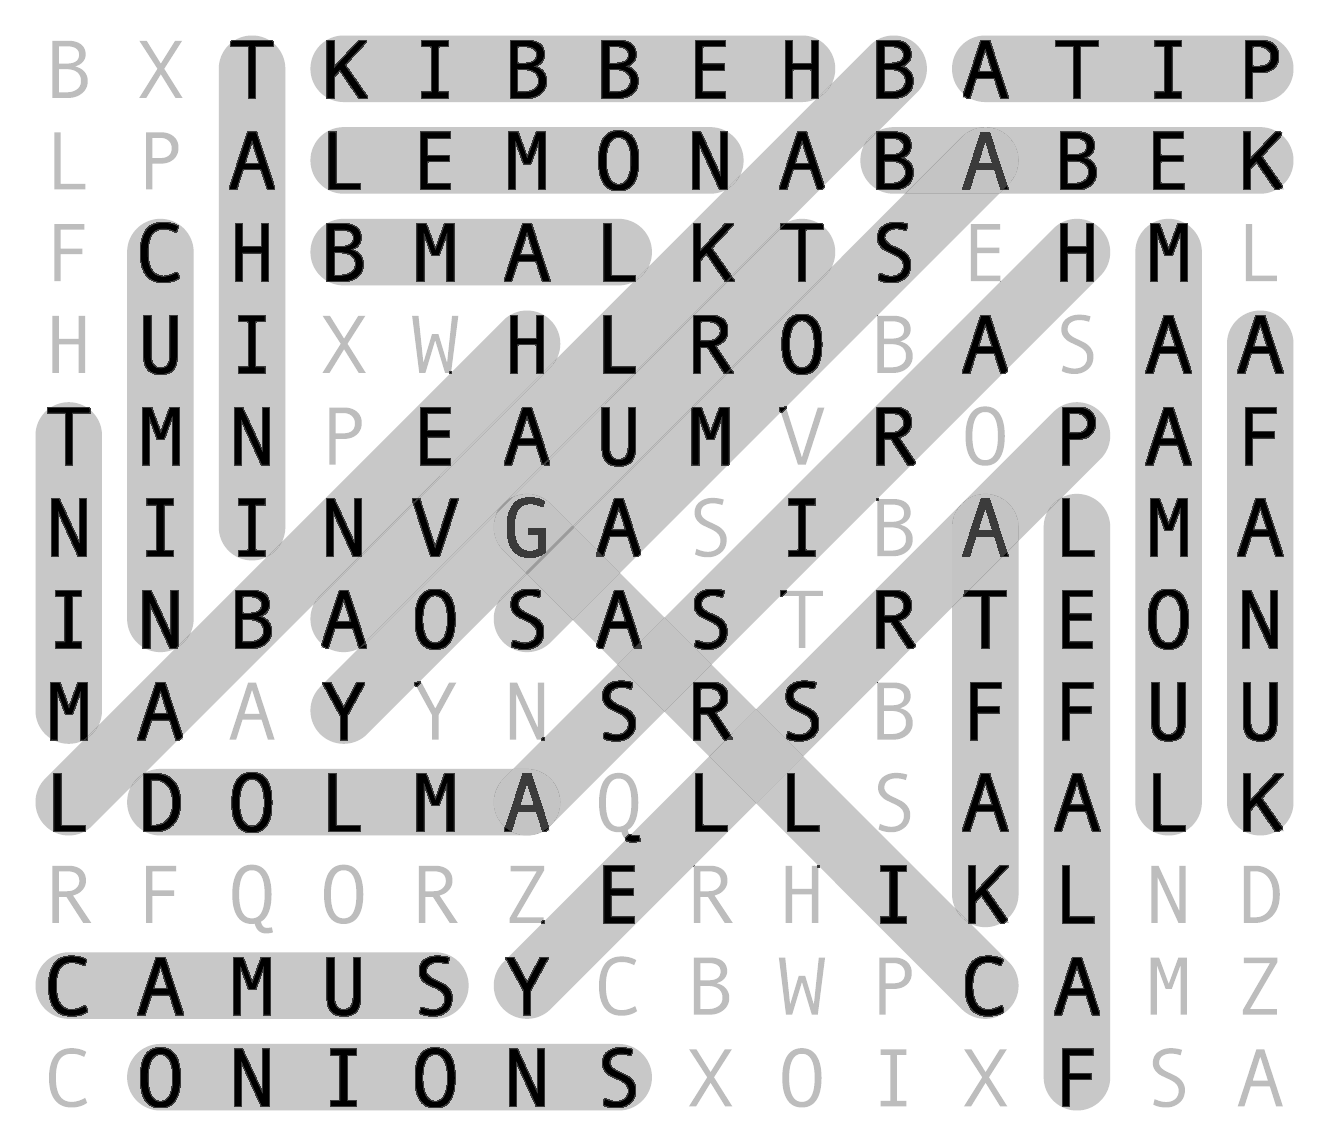 B X T K I B B E H B A T I P
L P A L E M O N A B A B E K
F C H B M A L K T S E H M L
H U I X W H L R O B A S A A
T M N P E A U M V R O P A F
N I I N V G A S I B A L M A
I N B A O S A S T R T E O N
M A A Y Y N S R S B F F U U
L D O L M A Q L L S A A L K
R F Q O R Z E R H I K L N D
C A M U S Y C B W P C A M Z
C O N I O N S X O I X F S A